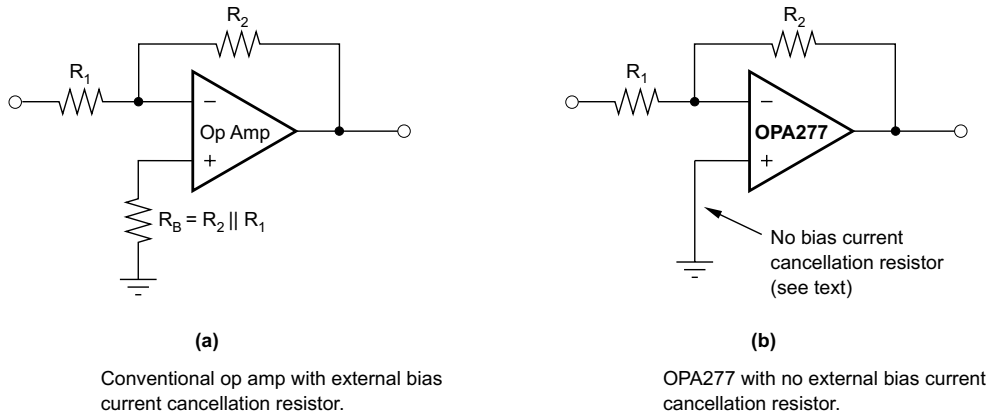 R2
R1
−
Op Amp
+
RB = R2 || R1
(a)
Conventional op amp with external bias
current cancellation resistor.
R2
R1
−
OPA277
+
No bias current
cancellation resistor
(see text)
(b)
OPA277 with no external bias current
cancellation resistor.